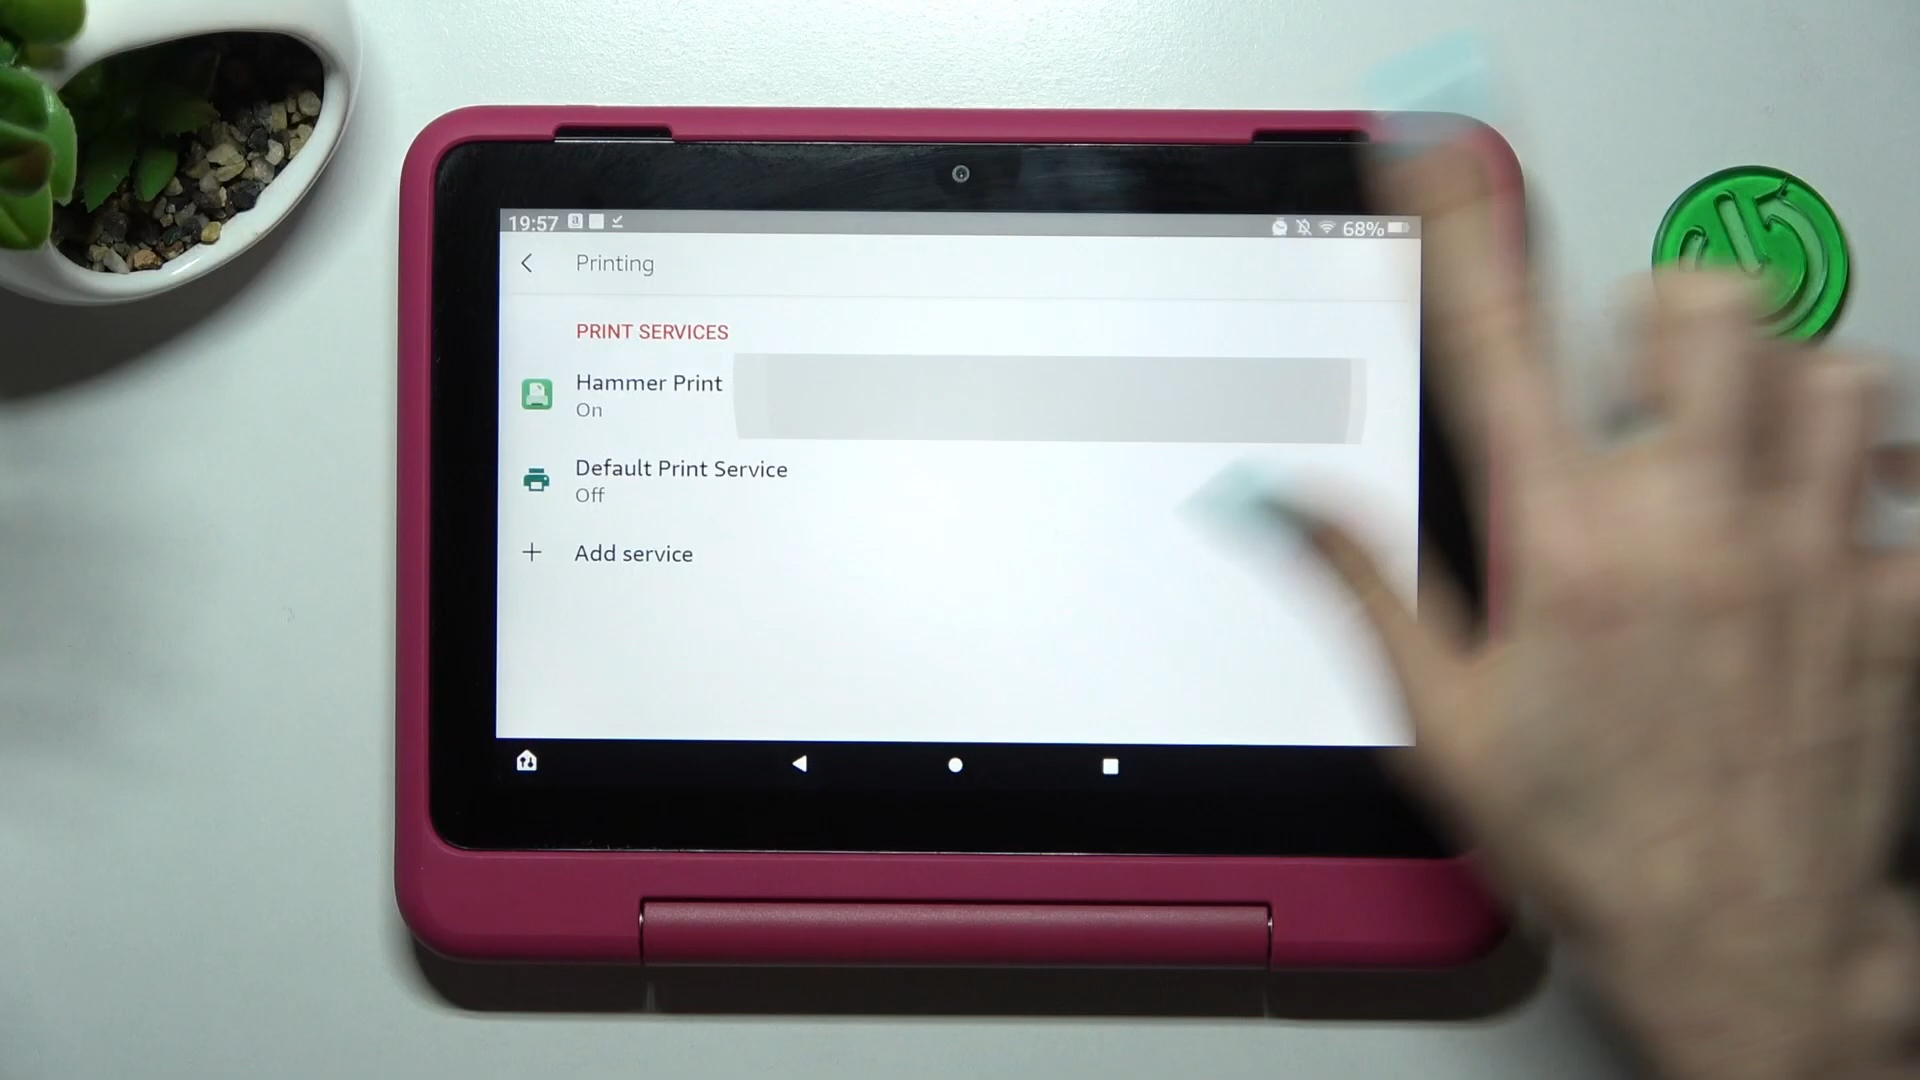 19:57 68%
Printing
PRINT SERVICES
Hammer Print
On
Default Print Service
Off
Add service